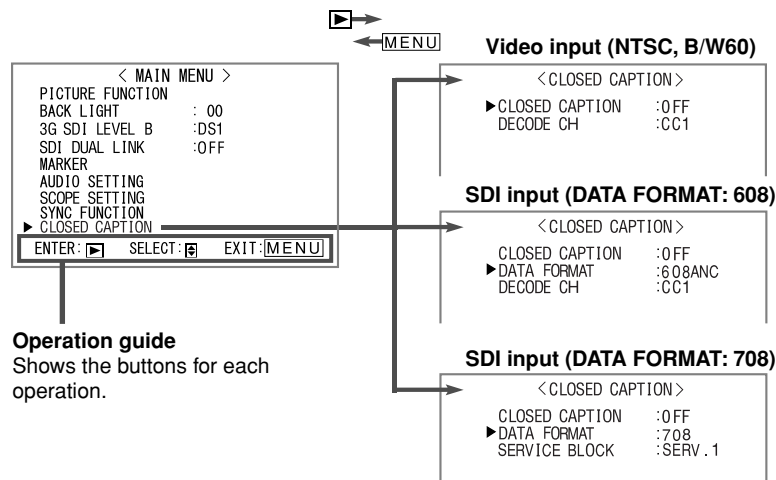 MENU
< MAIN MENU >
PICTURE FUNCTION
BACK LIGHT : 00
3G SDI LEVEL B :DS1
SDI DUAL LINK :OFF
MARKER
AUDIO SETTING
SCOPE SETTING
SYNC FUNCTION
▶ CLOSED CAPTION
ENTER: SELECT: EXIT: MENU
Operation guide
Shows the buttons for each
operation.
Video input (NTSC, B/W60)
<CLOSED CAPTION>
▶CLOSED CAPTION :OFF
DECODE CH :CC1
SDI input (DATA FORMAT: 608)
<CLOSED CAPTION>
CLOSED CAPTION :OFF
▶DATA FORMAT :608ANC
DECODE CH :CC1
SDI input (DATA FORMAT: 708)
<CLOSED CAPTION>
CLOSED CAPTION :OFF
▶DATA FORMAT :708
SERVICE BLOCK :SERV.1